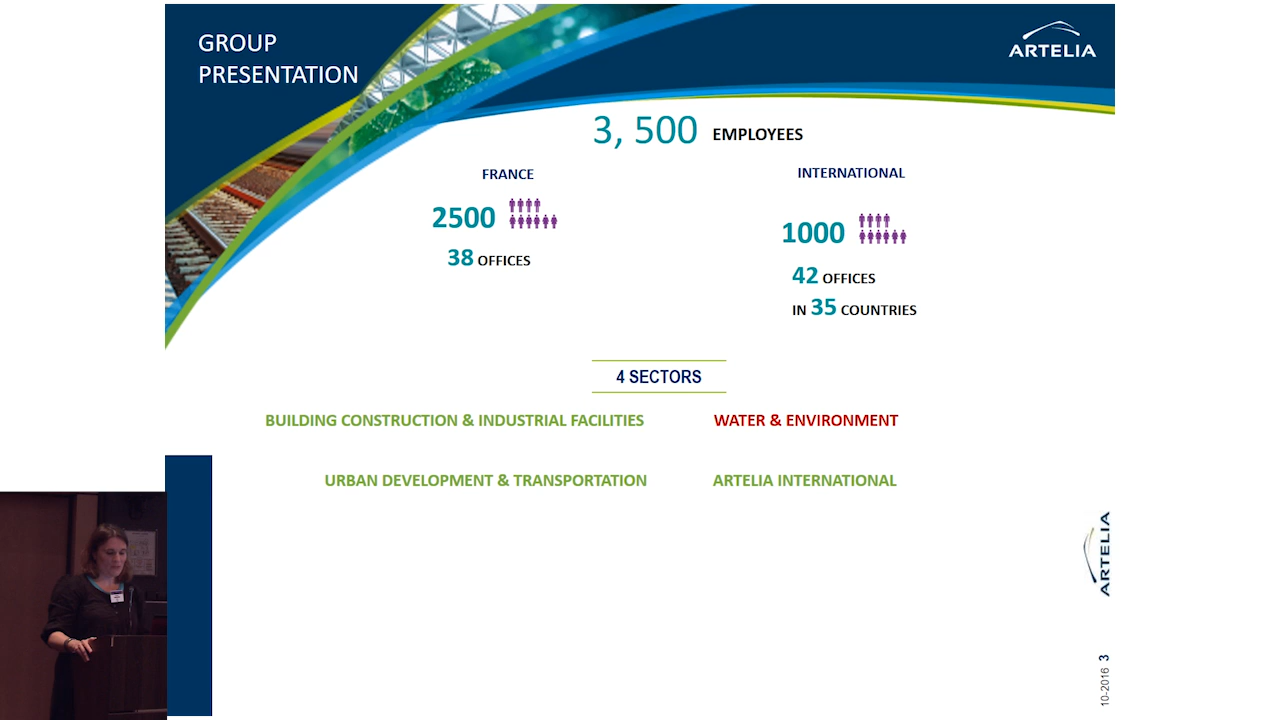 GROUP
PRESENTATION
ARTELIA
3, 500 EMPLOYEES
FRANCE
INTERNATIONAL
2500
38 OFFICES
1000
42 OFFICES
IN 35 COUNTRIES
4 SECTORS
BUILDING CONSTRUCTION & INDUSTRIAL FACILITIES
WATER & ENVIRONMENT
URBAN DEVELOPMENT & TRANSPORTATION
ARTELIA INTERNATIONAL
ARTELIA
10-2016 3